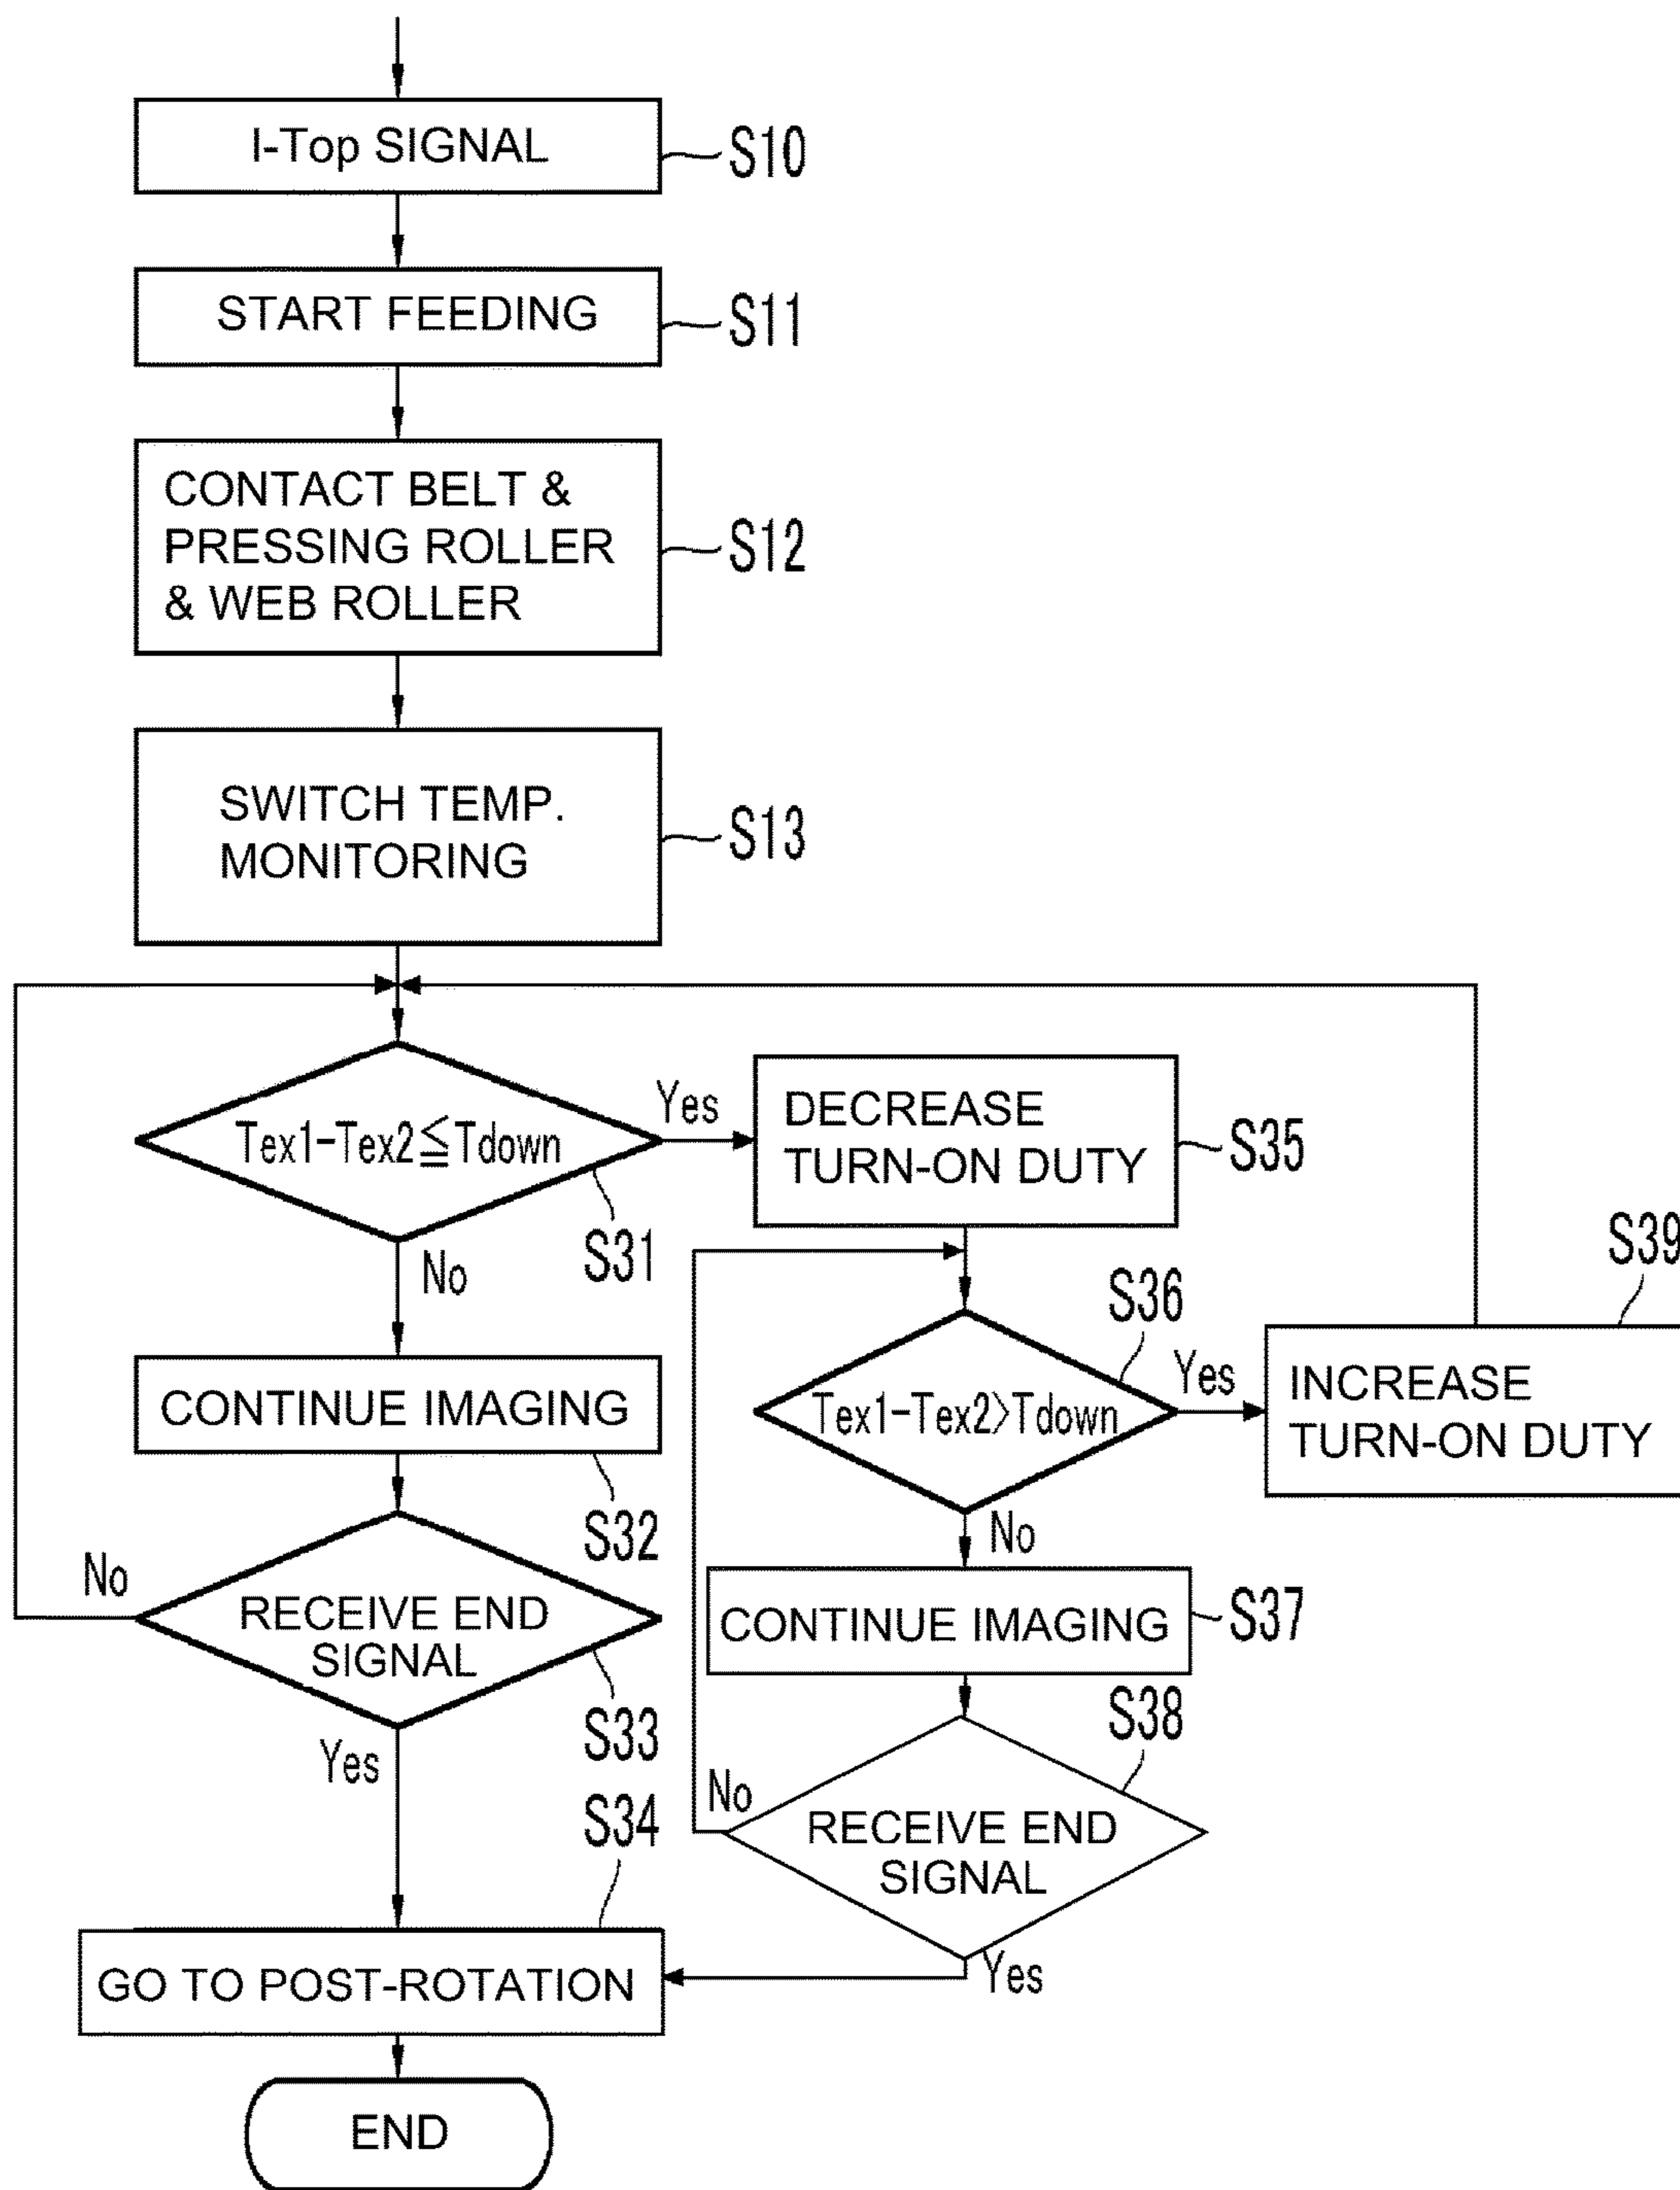 I-Top SIGNAL
S10
START FEEDING
S11
CONTACT BELT &
PRESSING ROLLER
& WEB ROLLER
S12
SWITCH TEMP.
MONITORING
S13
Tex1-Tex2≦Tdown
Yes
S31
No
DECREASE
TURN-ON DUTY
S35
S36
Tex1-Tex2>Tdown
Yes
No
S39
INCREASE
TURN-ON DUTY
CONTINUE IMAGING
S32
RECEIVE END
SIGNAL
No
S33
Yes
CONTINUE IMAGING
S37
S38
RECEIVE END
SIGNAL
No
Yes
S34
GO TO POST-ROTATION
END